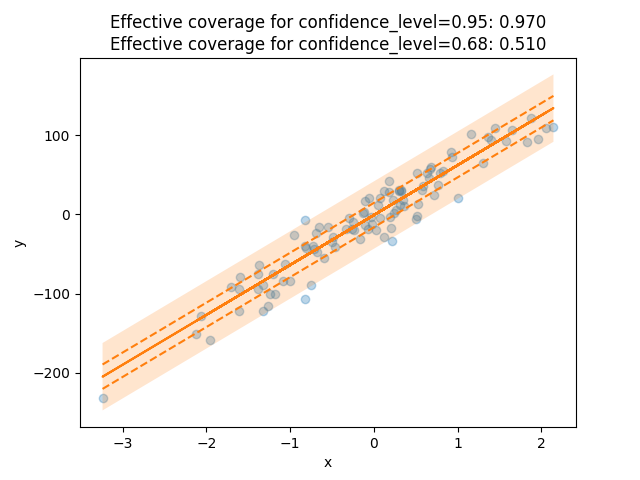 Effective coverage for confidence_level=0.95: 0.970
Effective coverage for confidence_level=0.68: 0.510
100
0
−100
−200
y
−3
−2
−1
0
1
2
x